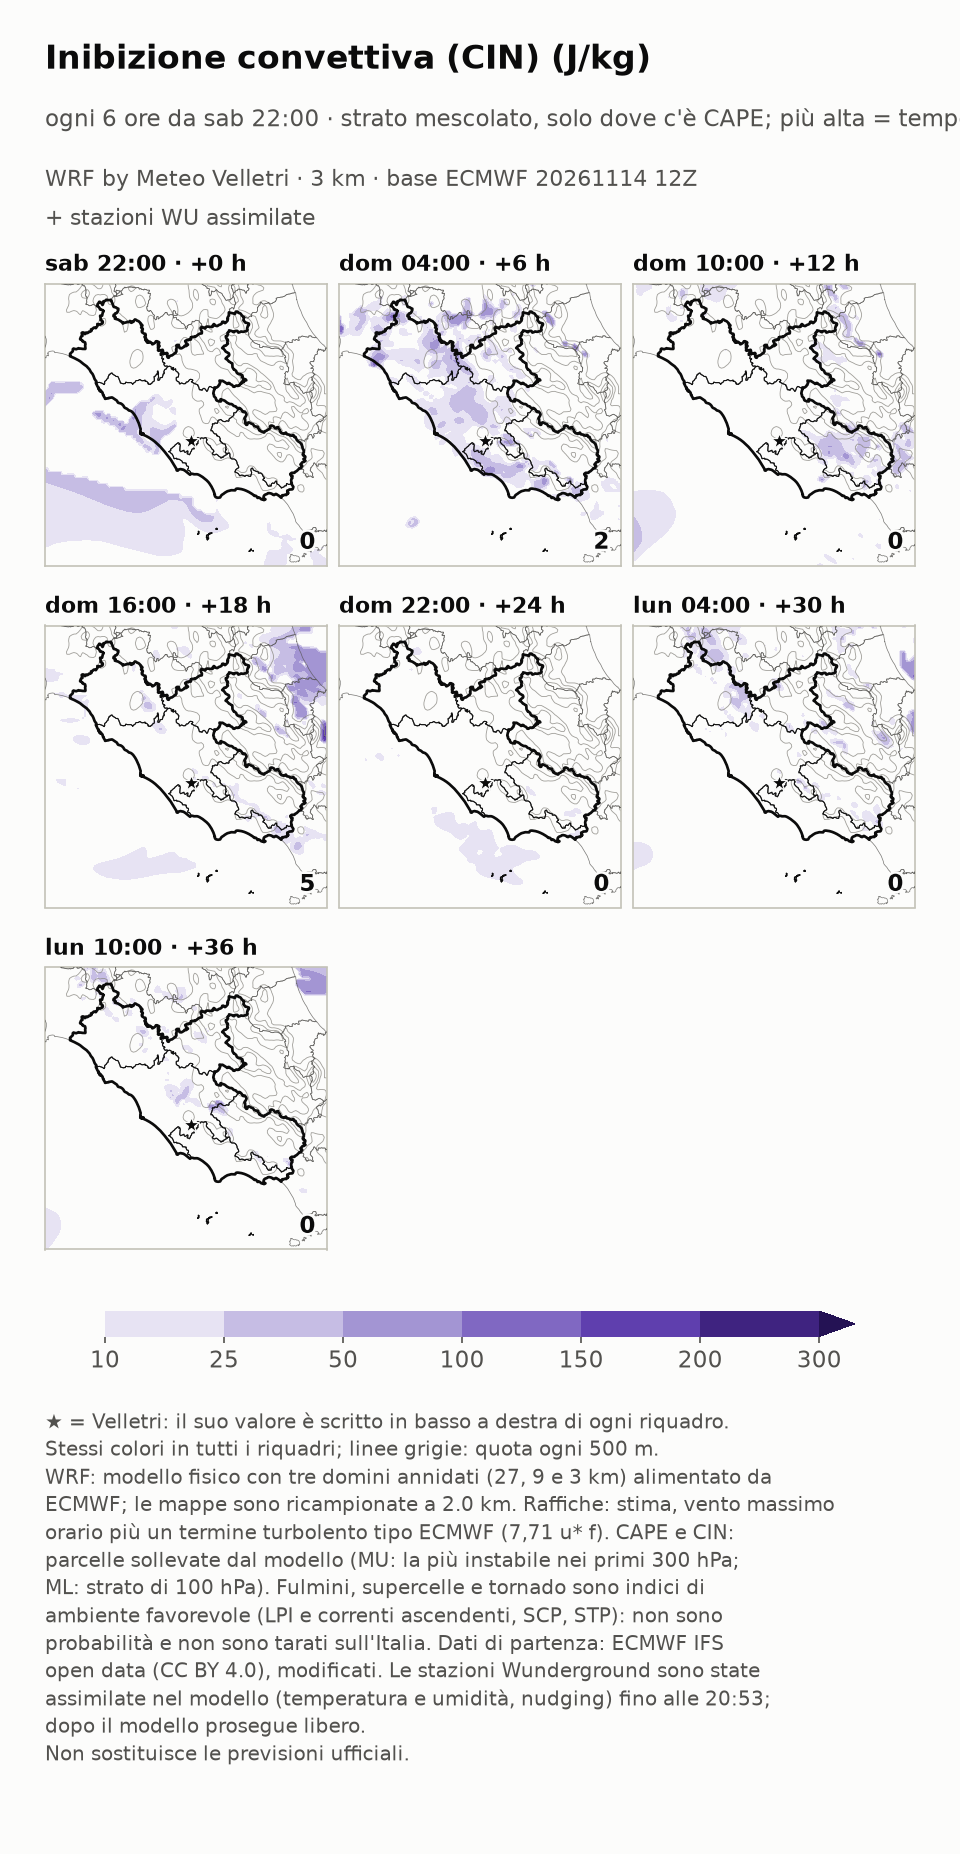 Inibizione convettiva (CIN) (J/kg)
ogni 6 ore da sab 22:00 · strato mescolato, solo dove c'è CAPE; più alta = temp
WRF by Meteo Velletri · 3 km · base ECMWF 20261114 12Z
+ stazioni WU assimilate
sab 22:00 · +0 h
dom 04:00 · +6 h
dom 10:00 · +12 h
0
2
0
dom 16:00 · +18 h
dom 22:00 · +24 h
lun 04:00 · +30 h
5
0
0
lun 10:00 · +36 h
0
10 25 50 100 150 200 300
★ = Velletri: il suo valore è scritto in basso a destra di ogni riquadro.
Stessi colori in tutti i riquadri; linee grigie: quota ogni 500 m.
WRF: modello fisico con tre domini annidati (27, 9 e 3 km) alimentato da
ECMWF; le mappe sono ricampionate a 2.0 km. Raffiche: stima, vento massimo
orario più un termine turbolento tipo ECMWF (7,71 u* f). CAPE e CIN:
parcelle sollevate dal modello (MU: la più instabile nei primi 300 hPa;
ML: strato di 100 hPa). Fulmini, supercelle e tornado sono indici di
ambiente favorevole (LPI e correnti ascendenti, SCP, STP): non sono
probabilità e non sono tarati sull'Italia. Dati di partenza: ECMWF IFS
open data (CC BY 4.0), modificati. Le stazioni Wunderground sono state
assimilate nel modello (temperatura e umidità, nudging) fino alle 20:53;
dopo il modello prosegue libero.
Non sostituisce le previsioni ufficiali.